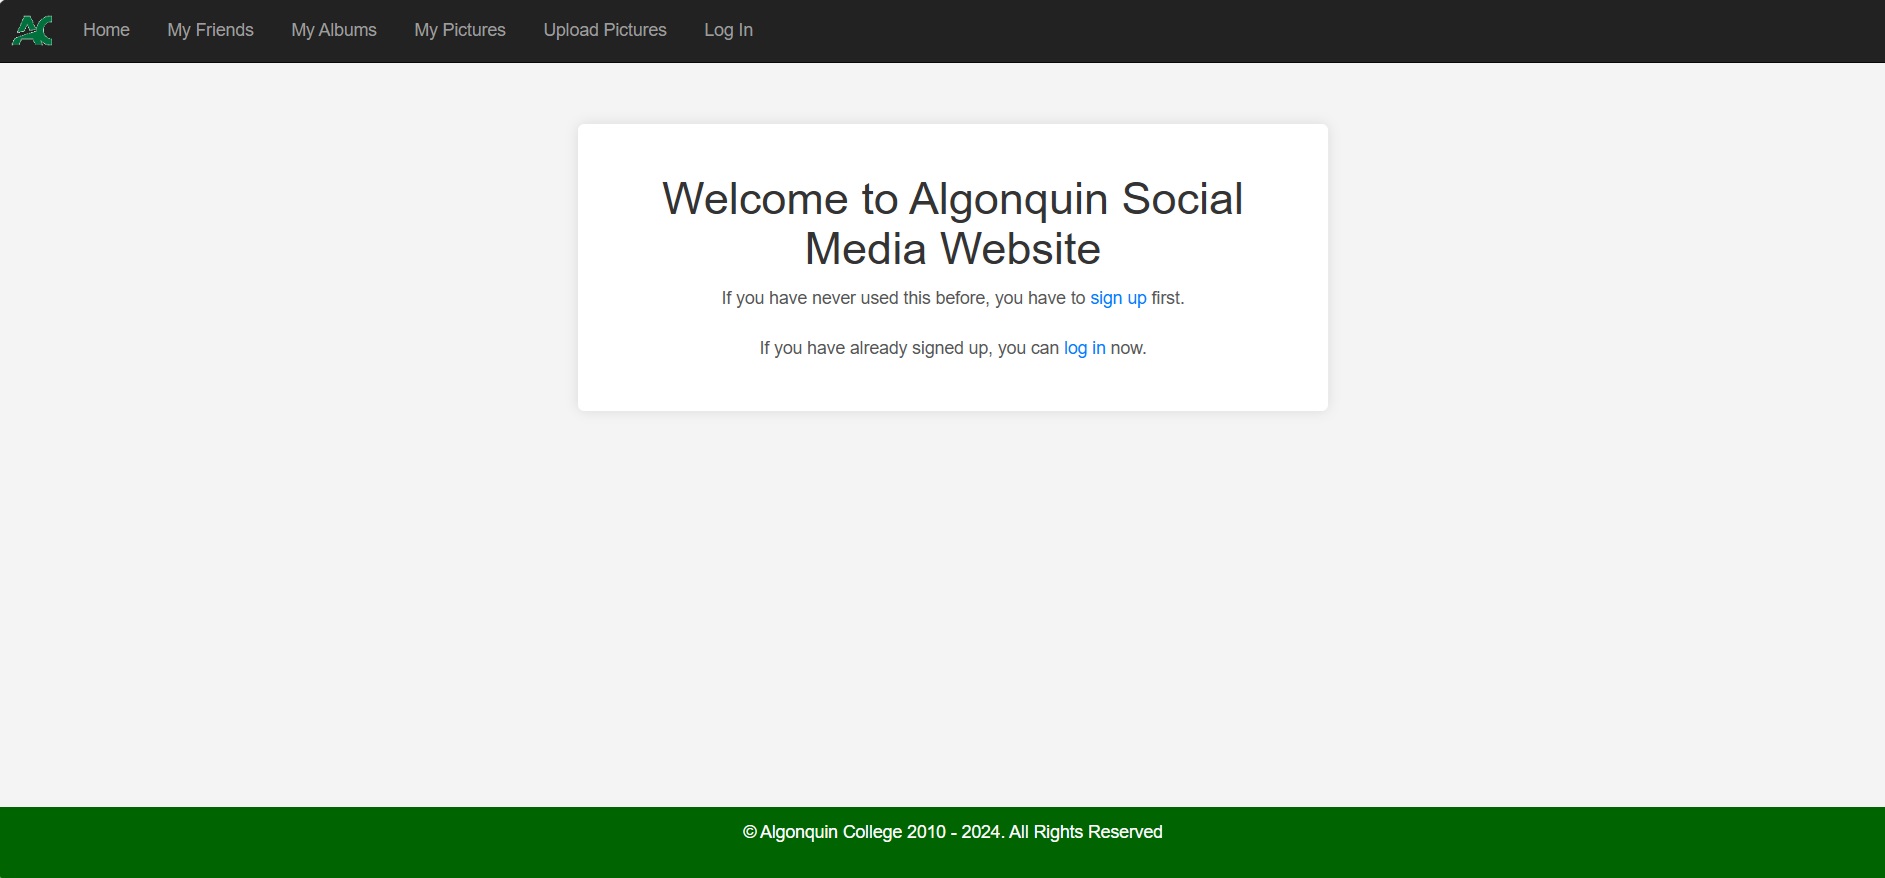 AC Home My Friends My Albums My Pictures Upload Pictures Log In
Welcome to Algonquin Social
Media Website
If you have never used this before, you have to sign up first.
If you have already signed up, you can log in now.
© Algonquin College 2010 - 2024. All Rights Reserved